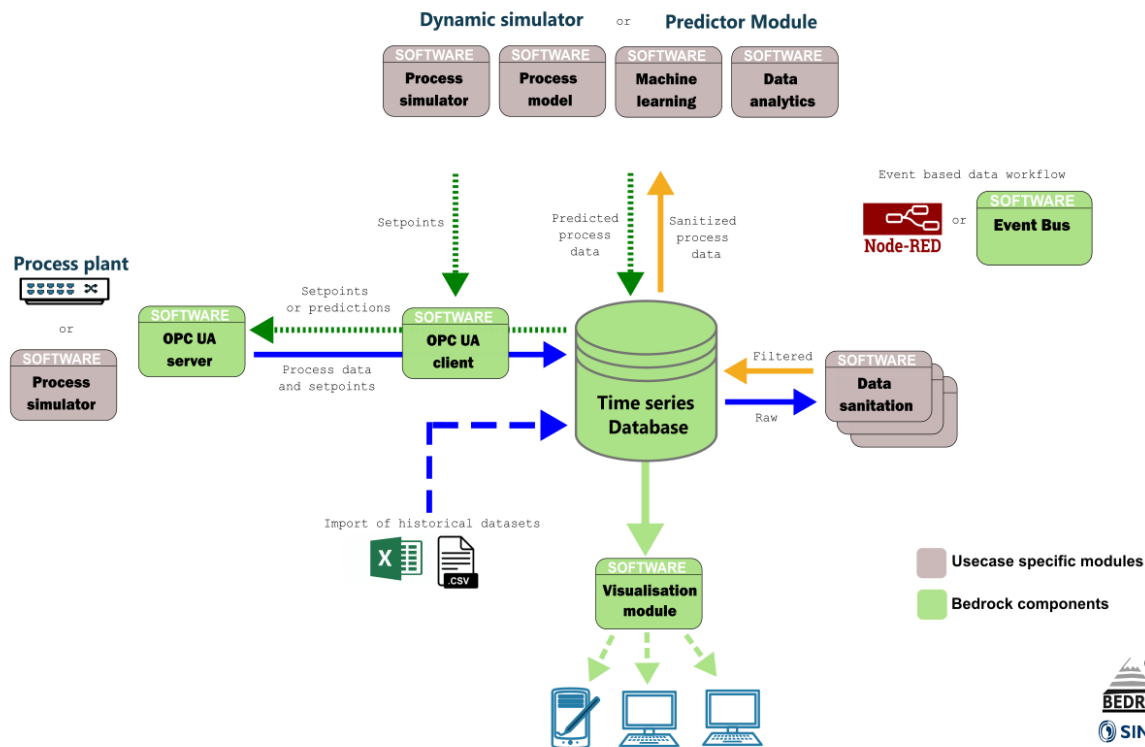 Dynamic simulator or Predictor Module
SOFTWARE
Process
simulator
SOFTWARE
Process
model
SOFTWARE
Machine
learning
SOFTWARE
Data
analytics
Event based data workflow
Node-RED
or
SOFTWARE
Event Bus
Setpoints
Predicted
process
data
Sanitized
process
data
Process plant
or
SOFTWARE
Process
simulator
SOFTWARE
OPC UA
server
Setpoints
or predictions
Process data
and setpoints
SOFTWARE
OPC UA
client
Time series
Database
Filtered
Raw
SOFTWARE
Data
sanitation
Import of historical datasets
X
.CSV
SOFTWARE
Visualisation
module
Usecase specific modules
Bedrock components